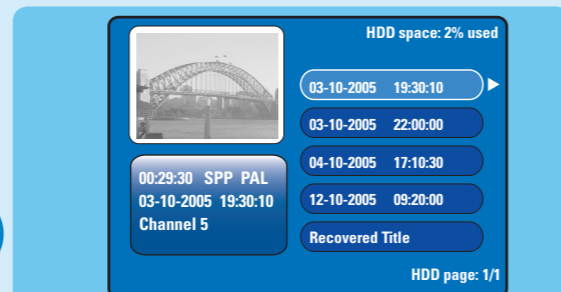 HDD space: 2% used
03-10-2005 19:30:10
03-10-2005 22:00:00
04-10-2005 17:10:30
12-10-2005 09:20:00
Recovered Title
00:29:30 SPP PAL
03-10-2005 19:30:10
Channel 5
HDD page: 1/1